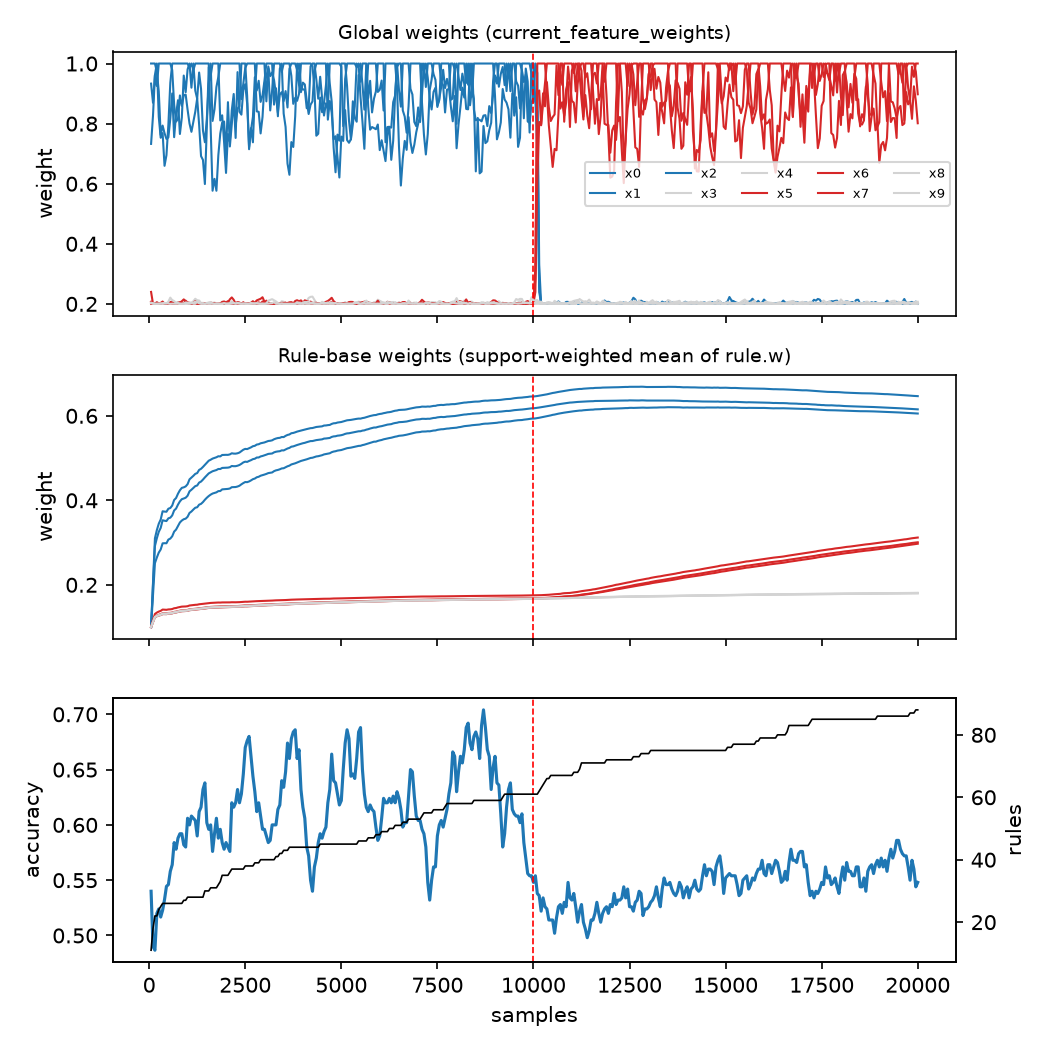 Global weights (current_feature_weights)
weight
1.0
0.8
0.6
0.4
0.2
x0 x2 x4 x6 x8
x1 x3 x5 x7 x9
Rule-base weights (support-weighted mean of rule.w)
weight
0.6
0.4
0.2
accuracy
0.70
0.65
0.60
0.55
0.50
80
60
40
20
rules
0 2500 5000 7500 10000 12500 15000 17500 20000
samples